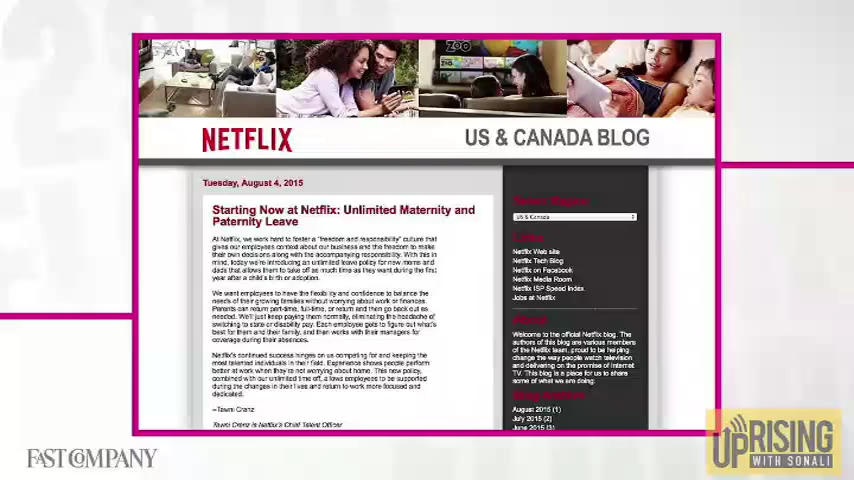 ZOO
NETFLIX
US & CANADA BLOG
Tuesday, August 4, 2015
Starting Now at Netflix: Unlimited Maternity and
Paternity Leave
At Netflix, we work hard to foster a "freedom and responsibility" culture that
gives our employees context about our business and the freedom to make
their own decisions along with the accompanying responsibility. With this in
mind, today we're introducing an unlimited leave policy for new moms and
dads that allows them to take off as much time as they want during the first
year after a child's birth or adoption.
We want employees to have the flexibility and confidence to balance the
needs of their growing families without worrying about work or finances.
Parents can return part-time, full-time, or return and then go back out as
needed. We'll just keep paying them normally, eliminating the headache of
switching to state or disability pay. Each employee gets to figure out what's
best for them and their family, and then works with their managers for
coverage during their absences.
Netflix's continued success hinges on us competing for and keeping the
most talented individuals in their field. Experience shows people perform
better at work when they're not worrying about home. This new policy,
combined with our unlimited time off, allows employees to be supported
during the changes in their lives and return to work more focused and
dedicated.
--Tawni Cranz
Tawni Cranz is Netflix's Chief Talent Officer
US & Canada
Links
Netflix Web site
Netflix Tech Blog
Netflix on Facebook
Netflix Media Room
Netflix ISP Speed Index
Jobs at Netflix
About
Welcome to the official Netflix blog. The
authors of this blog are various members
of the Netflix team, proud to be helping
change the way people watch television
and delivering on the promise of Internet
TV. This blog is a place for us to share
some of what we are doing.
Blog Archive
August 2015 (1)
July 2015 (2)
June 2015 (3)
FAST COMPANY
UPRISING
WITH SONALI